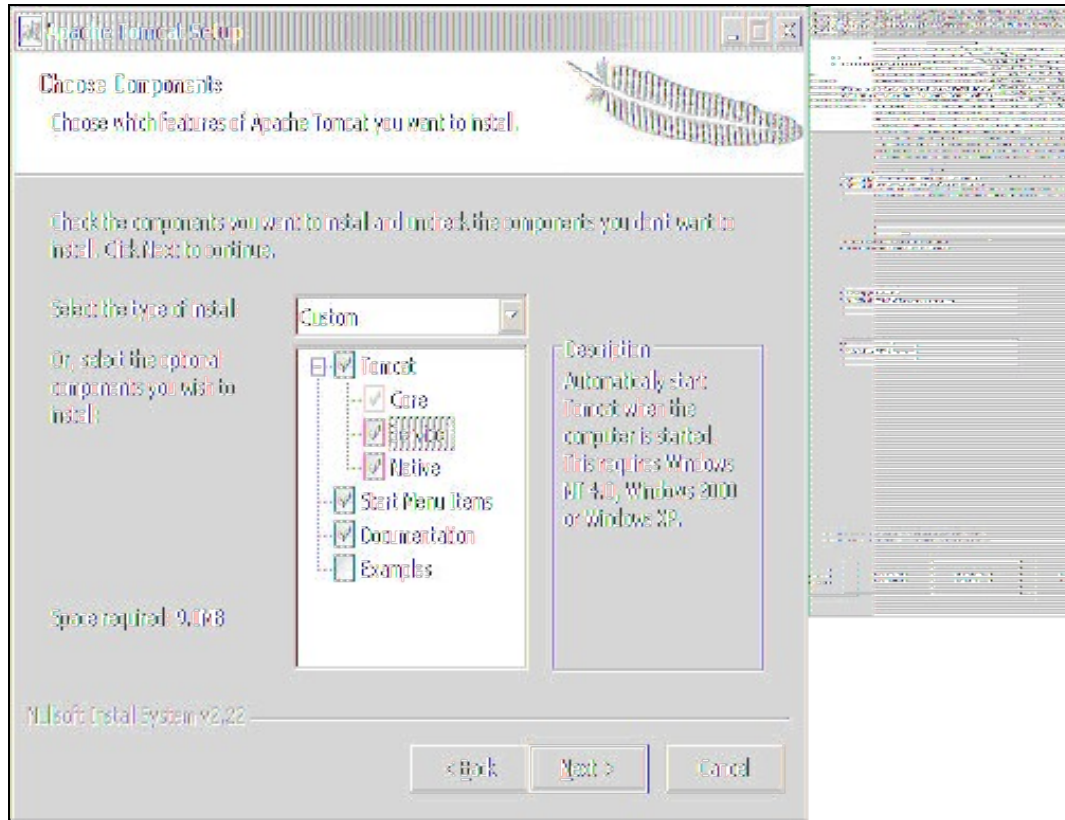 Apache Tomcat Setup
Choose Components
Choose which features of Apache Tomcat you want to install.
Check the components you want to install and uncheck the components you don't want to
install. Click Next to continue.
Select the type of install
Custom
Or, select the optional
components you wish to
install:
Tomcat
Core
Service
Native
Start Menu Items
Documentation
Examples
Description
Automatically start
Tomcat when the
computer is started.
This requires Windows
NT 4.0, Windows 2000
or Windows XP.
Space required:
Nullsoft Install System v2.22
< Back
Next >
Cancel